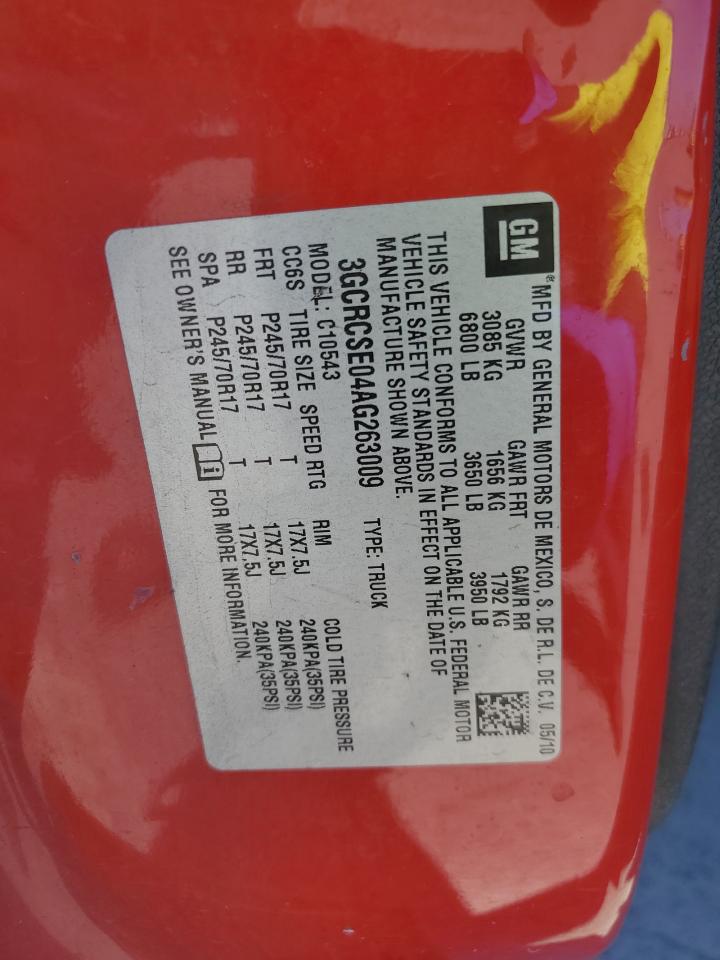 GM
®MFD BY GENERAL MOTORS DE MEXICO, S. DE R.L. DE C.V. 05/10
GVWR GAWR FRT GAWR RR
3085 KG 1656 KG 1792 KG
6800 LB 3650 LB 3950 LB
THIS VEHICLE CONFORMS TO ALL APPLICABLE U.S. FEDERAL MOTOR
VEHICLE SAFETY STANDARDS IN EFFECT ON THE DATE OF
MANUFACTURE SHOWN ABOVE.
3GCRCSE04AG263009 TYPE: TRUCK
MODEL: C10543
CC6S TIRE SIZE SPEED RTG RIM COLD TIRE PRESSURE
FRT P245/70R17 T 17X7.5J 240KPA(35PSI)
RR P245/70R17 T 17X7.5J 240KPA(35PSI)
SPA P245/70R17 T 17X7.5J 240KPA(35PSI)
SEE OWNER'S MANUAL i FOR MORE INFORMATION.